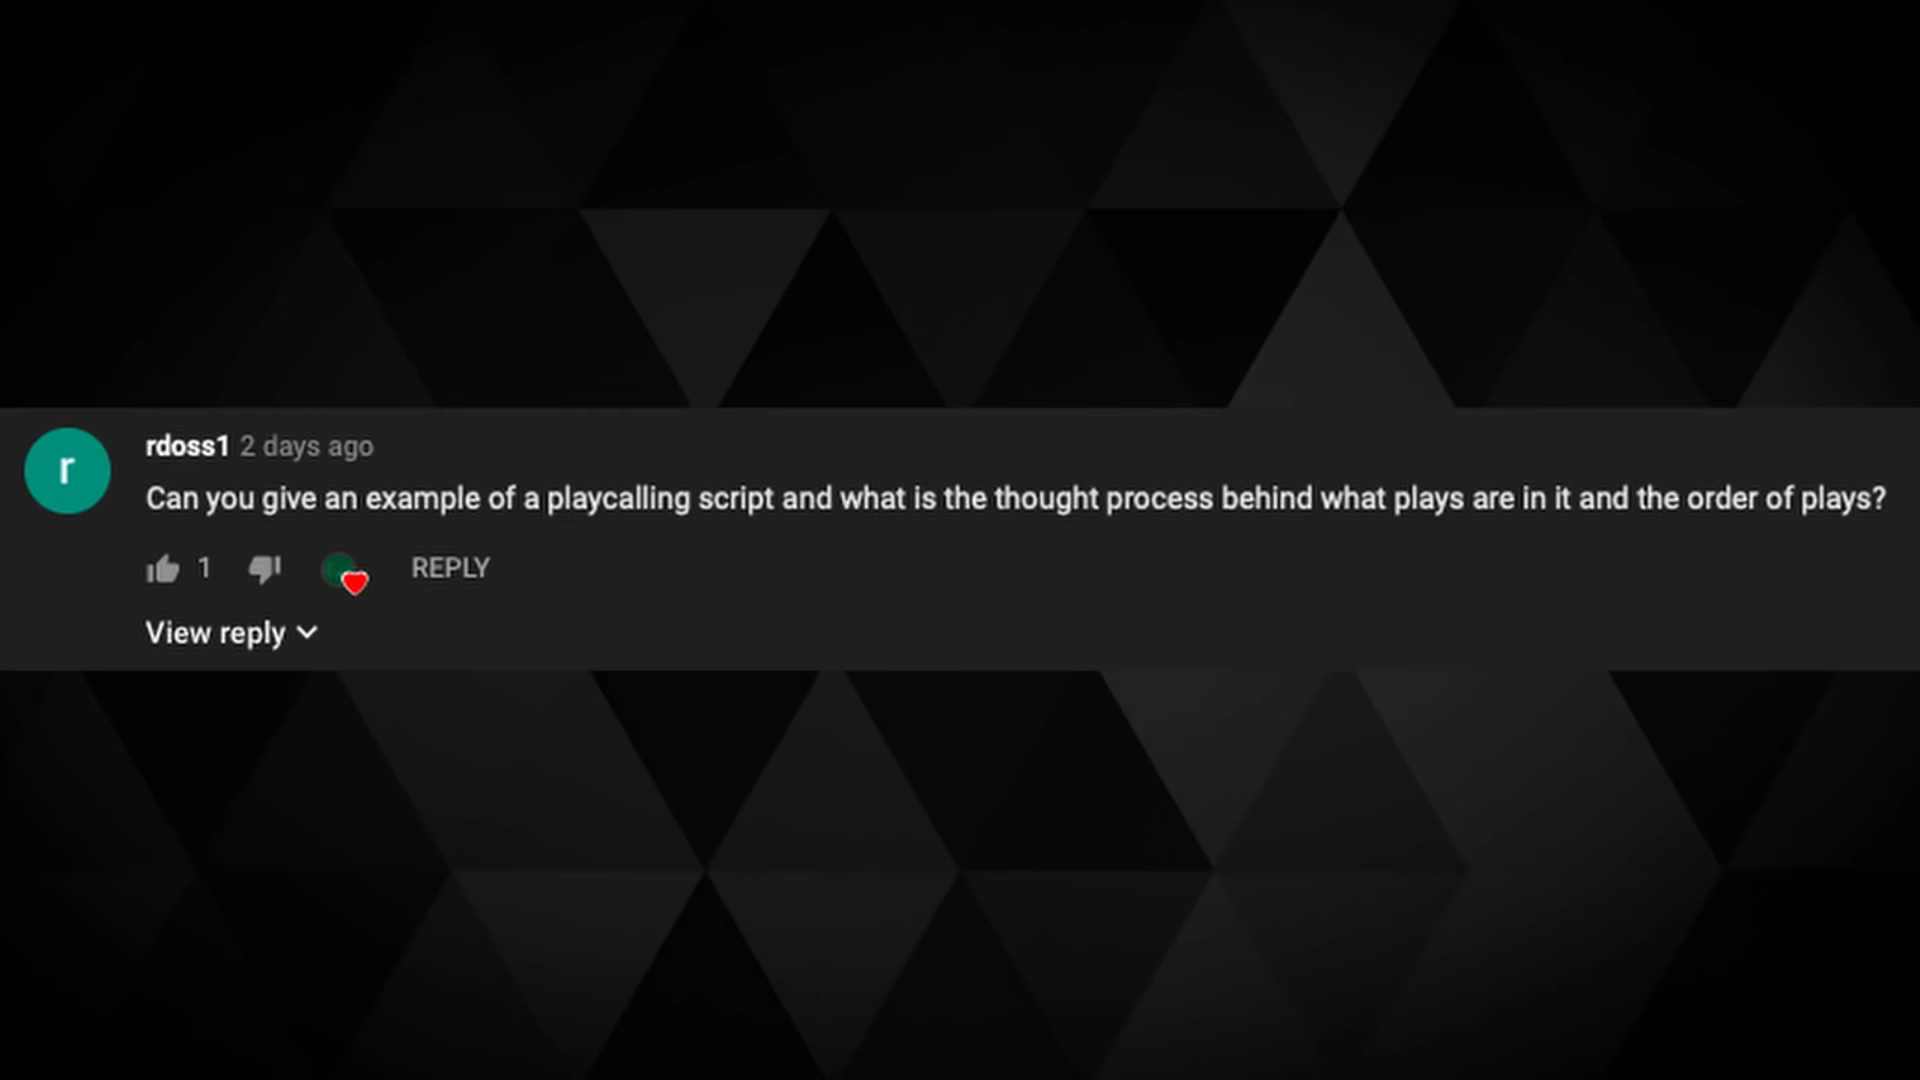 r
rdoss1 2 days ago
Can you give an example of a playcalling script and what is the thought process behind what plays are in it and the order of plays?
1 REPLY
View reply